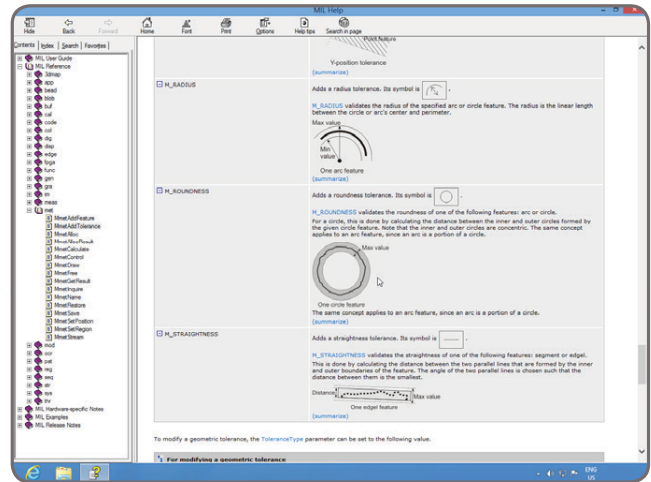 MIL Help
Hide
Back
Forward
Home
Font
Print
Options
Help tips
Search in page
Contents
Index
Search
Favorites
MIL User Guide
MIL Reference
3dmap
app
bead
blob
buf
cal
code
col
dig
disp
edge
fpga
func
gen
gra
im
meas
met
MmetAddFeature
MmetAddTolerance
MmetAlloc
MmetAllocResult
MmetCalculate
MmetControl
MmetDraw
MmetFree
MmetGetResult
MmetInquire
MmetName
MmetRestore
MmetSave
MmetSetPosition
MmetSetRegion
MmetStream
mod
ocr
pat
reg
seq
str
sys
thr
MIL Hardware-specific Notes
MIL Examples
MIL Release Notes
Point feature
Y-position tolerance
(summarize)
M_RADIUS
Adds a radius tolerance. Its symbol is .
M_RADIUS validates the radius of the specified arc or circle feature. The radius is the linear length
between the circle or arc's center and perimeter.
Max value
Min
value
One arc feature
(summarize)
M_ROUNDNESS
Adds a roundness tolerance. Its symbol is .
M_ROUNDNESS validates the roundness of one of the following features: arc or circle.
For a circle, this is done by calculating the distance between the inner and outer circles formed by
the given circle feature. Note that the inner and outer circles are concentric. The same concept
applies to an arc feature, since an arc is a portion of a circle.
Max value
One circle feature
The same concept applies to an arc feature, since an arc is a portion of a circle.
(summarize)
M_STRAIGHTNESS
Adds a straightness tolerance. Its symbol is .
M_STRAIGHTNESS validates the straightness of one of the following features: segment or edgel.
This is done by calculating the distance between the two parallel lines that are formed by the inner
and outer boundaries of the feature. The angle of the two parallel lines is chosen such that the
distance between them is the smallest.
Distance
Max value
One edgel feature
(summarize)
To modify a geometric tolerance, the ToleranceType parameter can be set to the following value.
For modifying a geometric tolerance
ENG
US